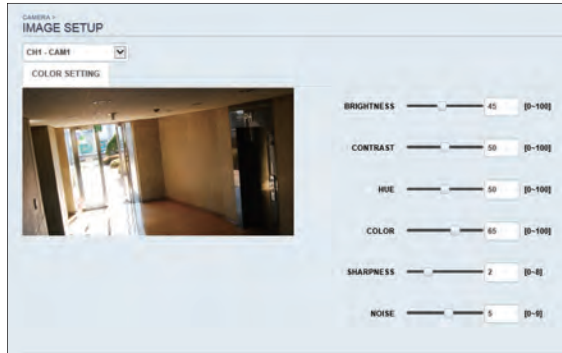 CAMERA >
IMAGE SETUP
CH1 - CAM1
COLOR SETTING
BRIGHTNESS 45 [0~100]
CONTRAST 50 [0~100]
HUE 50 [0~100]
COLOR 65 [0~100]
SHARPNESS 2 [0~8]
NOISE 5 [0~9]